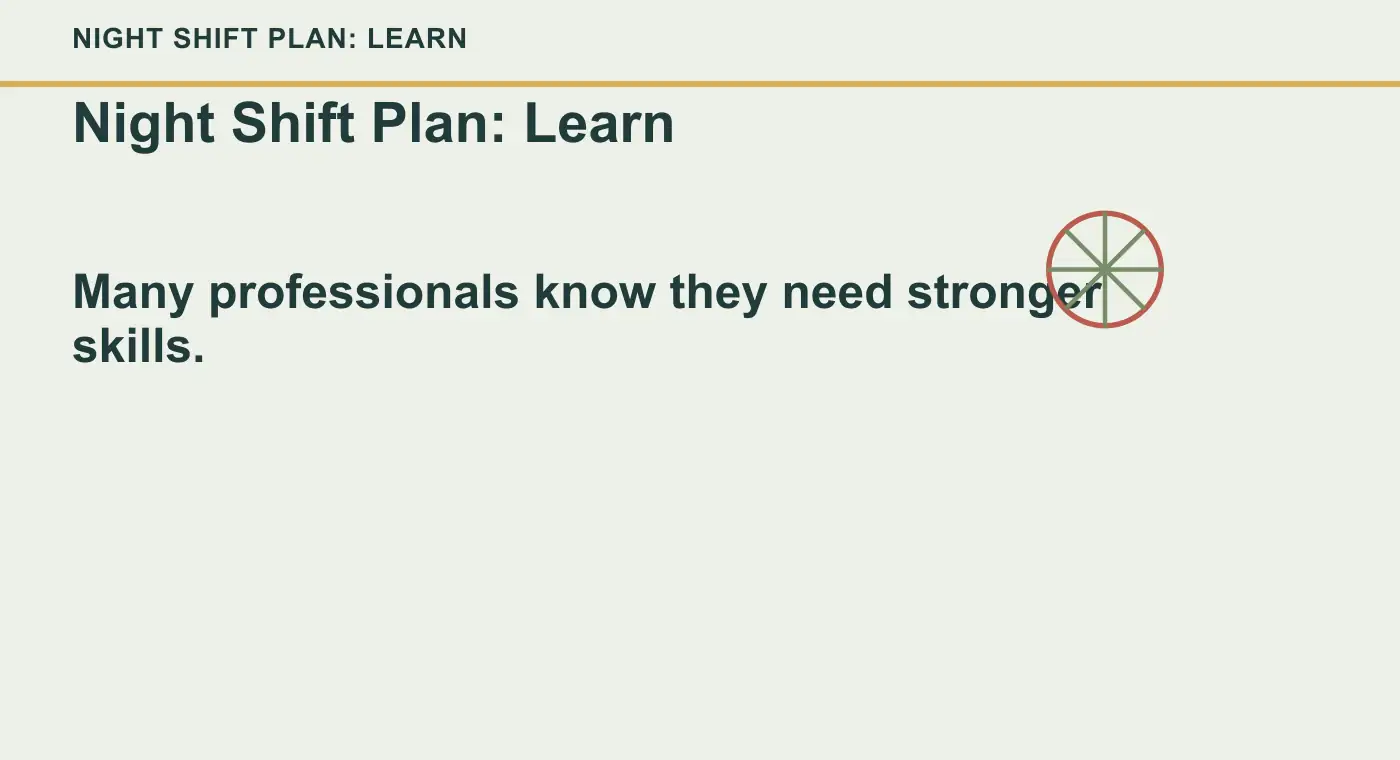 NIGHT SHIFT PLAN: LEARN
Night Shift Plan: Learn
Many professionals know they need stronger
skills.